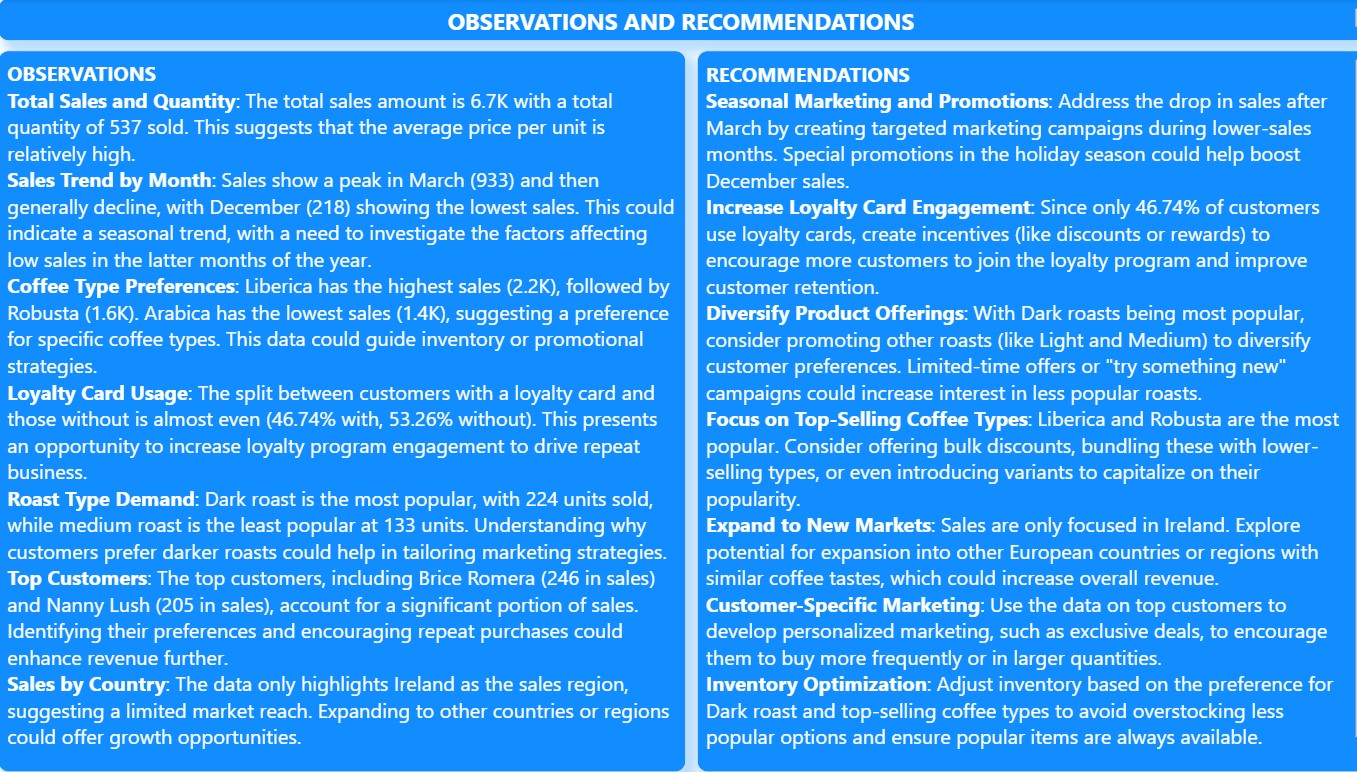 OBSERVATIONS AND RECOMMENDATIONS
OBSERVATIONS
Total Sales and Quantity: The total sales amount is 6.7K with a total
quantity of 537 sold. This suggests that the average price per unit is
relatively high.
Sales Trend by Month: Sales show a peak in March (933) and then
generally decline, with December (218) showing the lowest sales. This could
indicate a seasonal trend, with a need to investigate the factors affecting
low sales in the latter months of the year.
Coffee Type Preferences: Liberica has the highest sales (2.2K), followed by
Robusta (1.6K). Arabica has the lowest sales (1.4K), suggesting a preference
for specific coffee types. This data could guide inventory or promotional
strategies.
Loyalty Card Usage: The split between customers with a loyalty card and
those without is almost even (46.74% with, 53.26% without). This presents
an opportunity to increase loyalty program engagement to drive repeat
business.
Roast Type Demand: Dark roast is the most popular, with 224 units sold,
while medium roast is the least popular at 133 units. Understanding why
customers prefer darker roasts could help in tailoring marketing strategies.
Top Customers: The top customers, including Brice Romera (246 in sales)
and Nanny Lush (205 in sales), account for a significant portion of sales.
Identifying their preferences and encouraging repeat purchases could
enhance revenue further.
Sales by Country: The data only highlights Ireland as the sales region,
suggesting a limited market reach. Expanding to other countries or regions
could offer growth opportunities.
RECOMMENDATIONS
Seasonal Marketing and Promotions: Address the drop in sales after
March by creating targeted marketing campaigns during lower-sales
months. Special promotions in the holiday season could help boost
December sales.
Increase Loyalty Card Engagement: Since only 46.74% of customers
use loyalty cards, create incentives (like discounts or rewards) to
encourage more customers to join the loyalty program and improve
customer retention.
Diversify Product Offerings: With Dark roasts being most popular,
consider promoting other roasts (like Light and Medium) to diversify
customer preferences. Limited-time offers or "try something new"
campaigns could increase interest in less popular roasts.
Focus on Top-Selling Coffee Types: Liberica and Robusta are the most
popular. Consider offering bulk discounts, bundling these with lower-
selling types, or even introducing variants to capitalize on their
popularity.
Expand to New Markets: Sales are only focused in Ireland. Explore
potential for expansion into other European countries or regions with
similar coffee tastes, which could increase overall revenue.
Customer-Specific Marketing: Use the data on top customers to
develop personalized marketing, such as exclusive deals, to encourage
them to buy more frequently or in larger quantities.
Inventory Optimization: Adjust inventory based on the preference for
Dark roast and top-selling coffee types to avoid overstocking less
popular options and ensure popular items are always available.